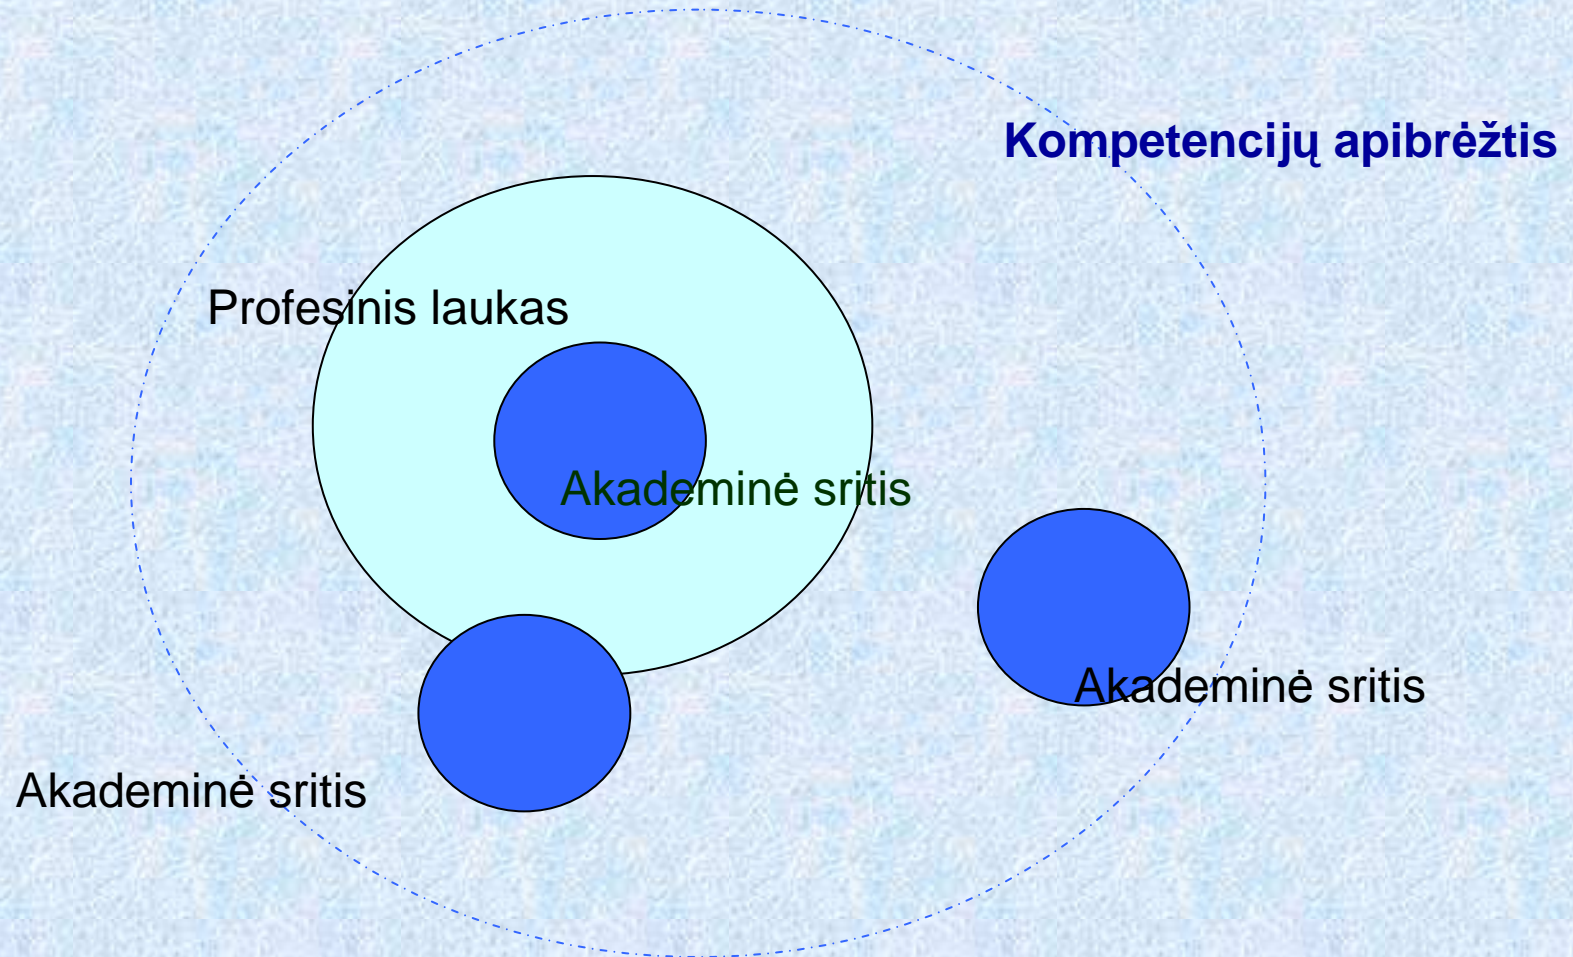 Kompetencijų apibrėžtis
Profesinis laukas
Akademinė sritis
Akademinė sritis
Akademinė sritis